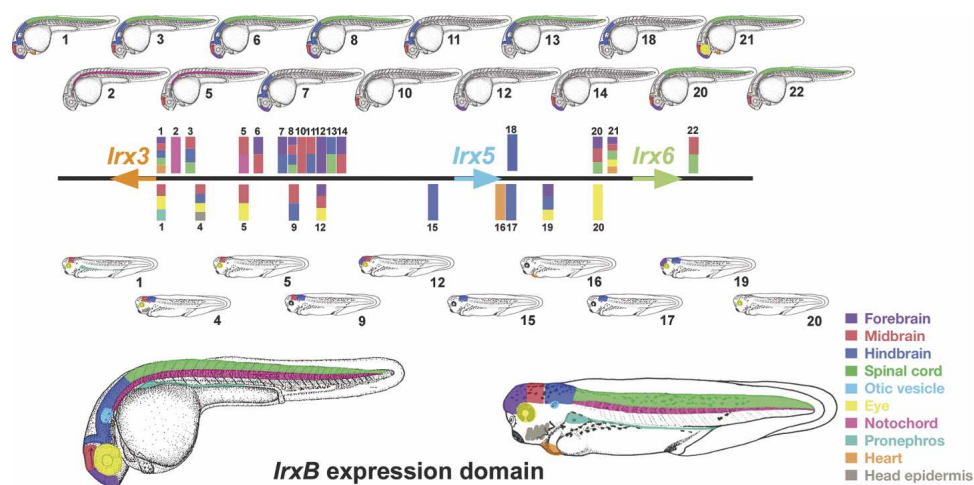 1 3 6 8 11 13 18 21
2 5 7 10 12 14 20 22
1 2 3 5 6 7 8 10 11 12 13 14 18 20 21 22
Irx3 Irx5 Irx6
1 4 5 9 12 15 16 17 19 20
1 5 12 16 19
4 9 15 17 20
Forebrain
Midbrain
Hindbrain
Spinal cord
Otic vesicle
Eye
Notochord
Pronephros
Heart
Head epidermis
IrxB expression domain